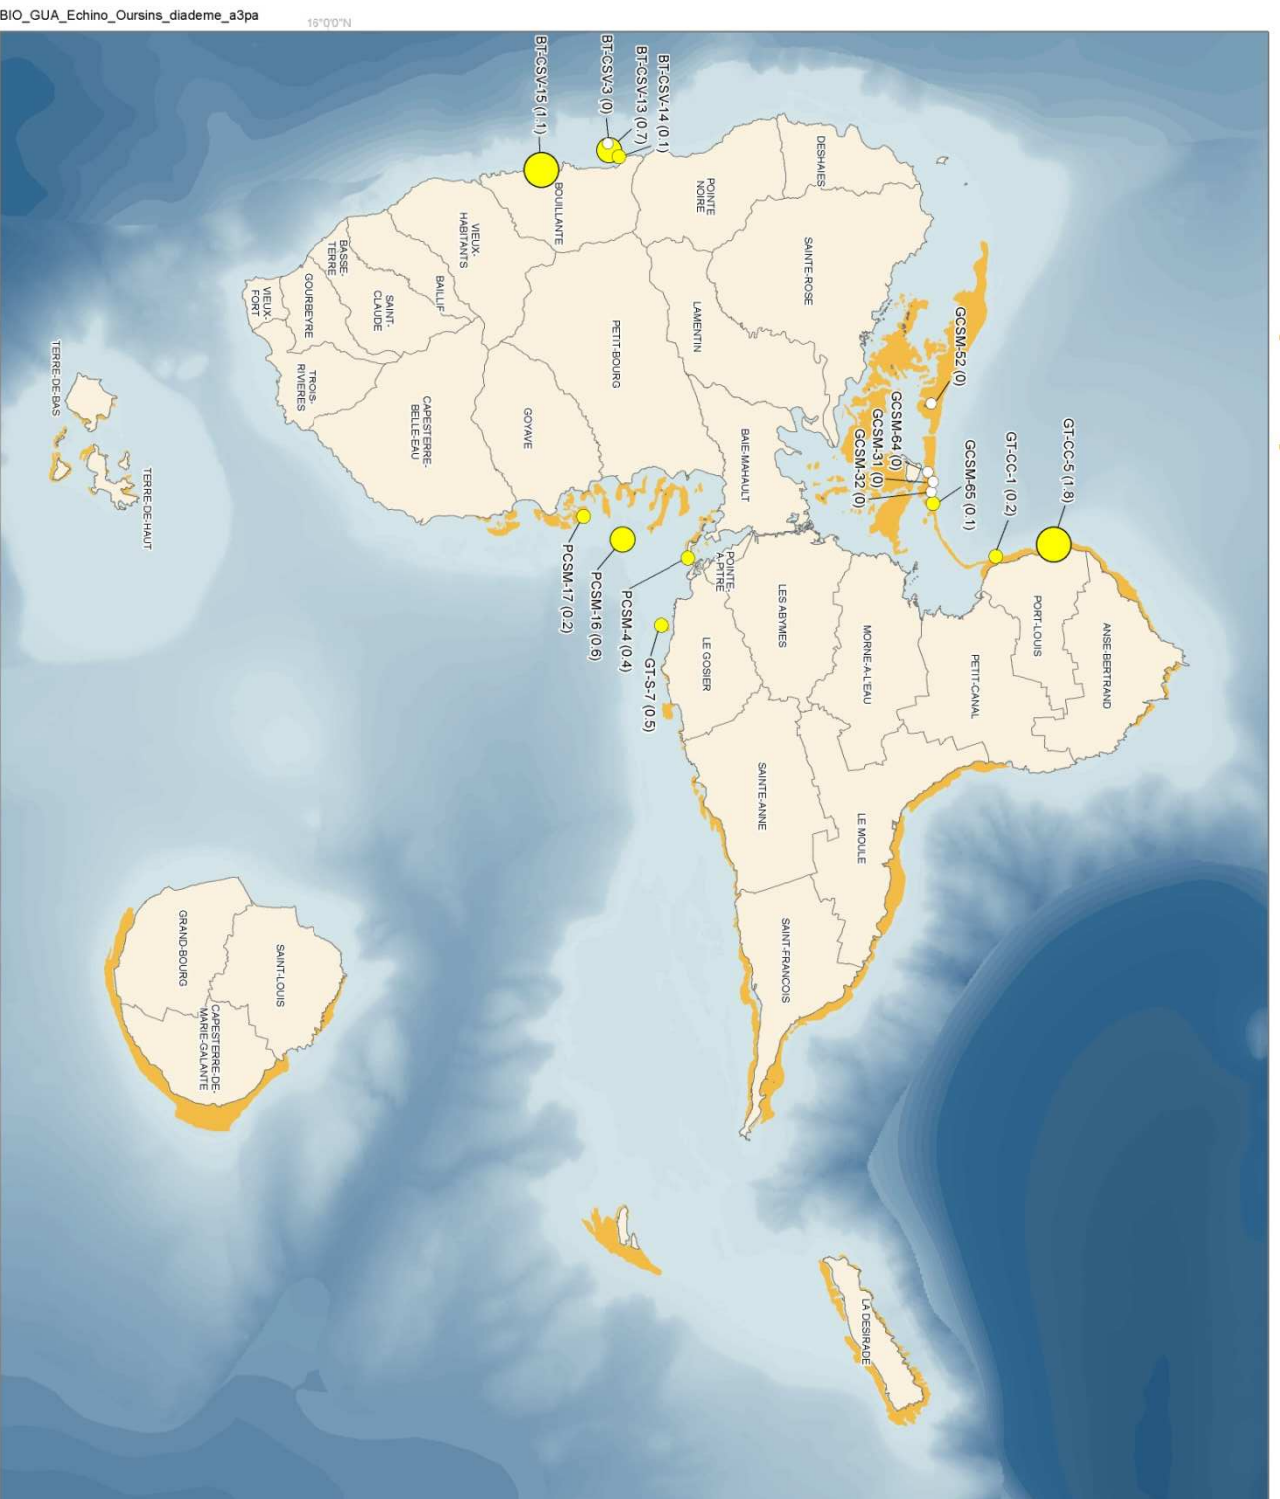 BIO_GUA_Echino_Oursins_diademe_a3pa
16°0'0"N
BT-CSV-15 (1.1)
BT-CSV-3 (0)
BT-CSV-13 (0.7)
BT-CSV-14 (0.1)
DESHAIES
POINTE
NOIRE
SAINTE-ROSE
BOUILLANTE
VIEUX-
HABITANTS
LAMENTIN
PETIT-BOURG
BASSE-
TERRE
BAILLIF
SAINT-
CLAUDE
GOURBEYRE
VIEUX-
FORT
TROIS-
RIVIERES
CAPESTERRE-
BELLE-EAU
GOYAVE
BAIE-MAHAULT
TERRE-DE-BAS
TERRE-DE-HAUT
GCSM-52 (0)
GCSM-64 (0)
GCSM-31 (0)
GCSM-32 (0)
GCSM-65 (0.1)
GT-CC-1 (0.2)
GT-CC-5 (1.8)
PCSM-17 (0.2)
PCSM-16 (0.6)
PCSM-4 (0.4)
GT-S-7 (0.5)
POINTE-
A-PITRE
LES ABYMES
LE GOSIER
MORNE-A-L'EAU
PETIT-CANAL
PORT-LOUIS
ANSE-BERTRAND
SAINTE-ANNE
LE MOULE
SAINT-FRANCOIS
GRAND-BOURG
SAINT-LOUIS
CAPESTERRE-DE-
MARIE-GALANTE
LA DESIRADE